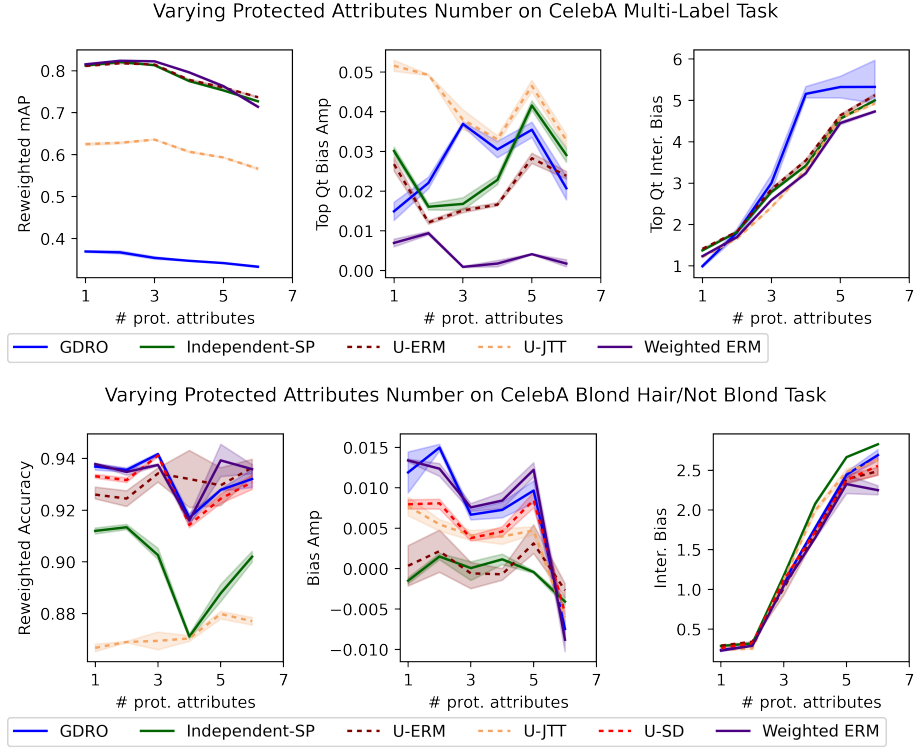 Varying Protected Attributes Number on CelebA Multi-Label Task
Reweighted mAP
0.8
0.7
0.6
0.5
0.4
1 3 5 7
# prot. attributes
Top Qt Bias Amp
0.05
0.04
0.03
0.02
0.01
0.00
1 3 5 7
# prot. attributes
Top Qt Inter. Bias
6
5
4
3
2
1
1 3 5 7
# prot. attributes
GDRO Independent-SP U-ERM U-JTT Weighted ERM
Varying Protected Attributes Number on CelebA Blond Hair/Not Blond Task
Reweighted Accuracy
0.94
0.92
0.90
0.88
1 3 5 7
# prot. attributes
Bias Amp
0.015
0.010
0.005
0.000
−0.005
−0.010
1 3 5 7
# prot. attributes
Inter. Bias
2.5
2.0
1.5
1.0
0.5
1 3 5 7
# prot. attributes
GDRO Independent-SP U-ERM U-JTT U-SD Weighted ERM